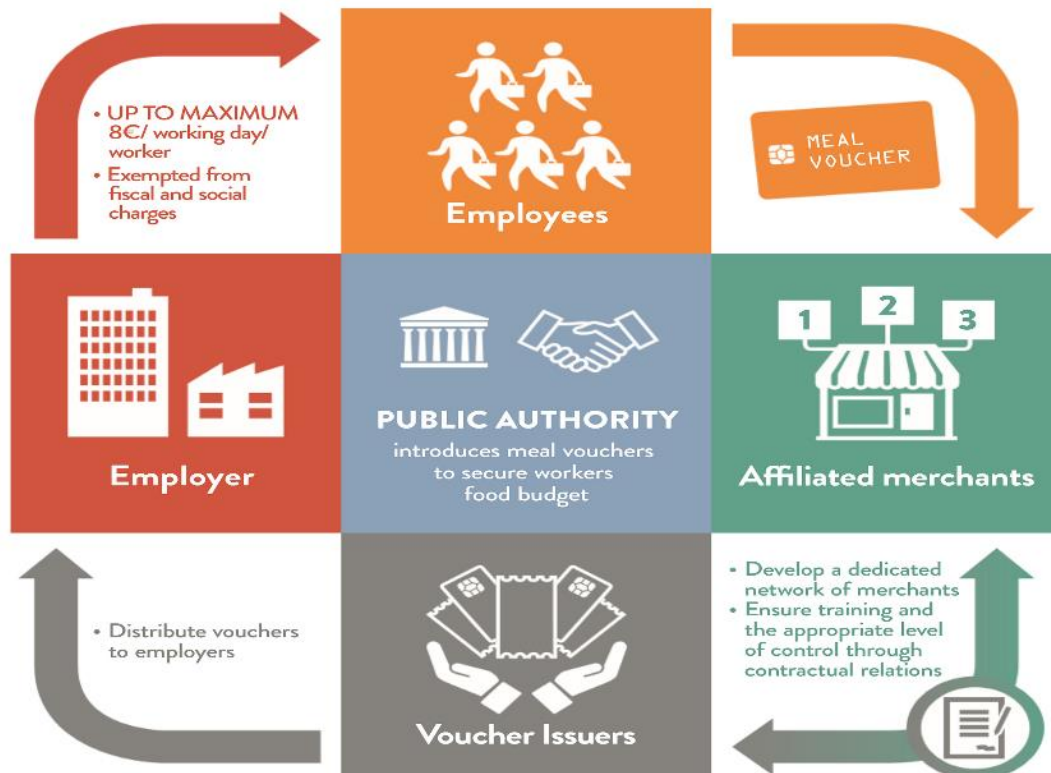 • UP TO MAXIMUM
8€/ working day/
worker
• Exempted from
fiscal and social
charges
Employees
MEAL
VOUCHER
Employer
PUBLIC AUTHORITY
introduces meal vouchers
to secure workers
food budget
1
2
3
Affiliated merchants
• Distribute vouchers
to employers
Voucher Issuers
• Develop a dedicated
network of merchants
• Ensure training and
the appropriate level
of control through
contractual relations